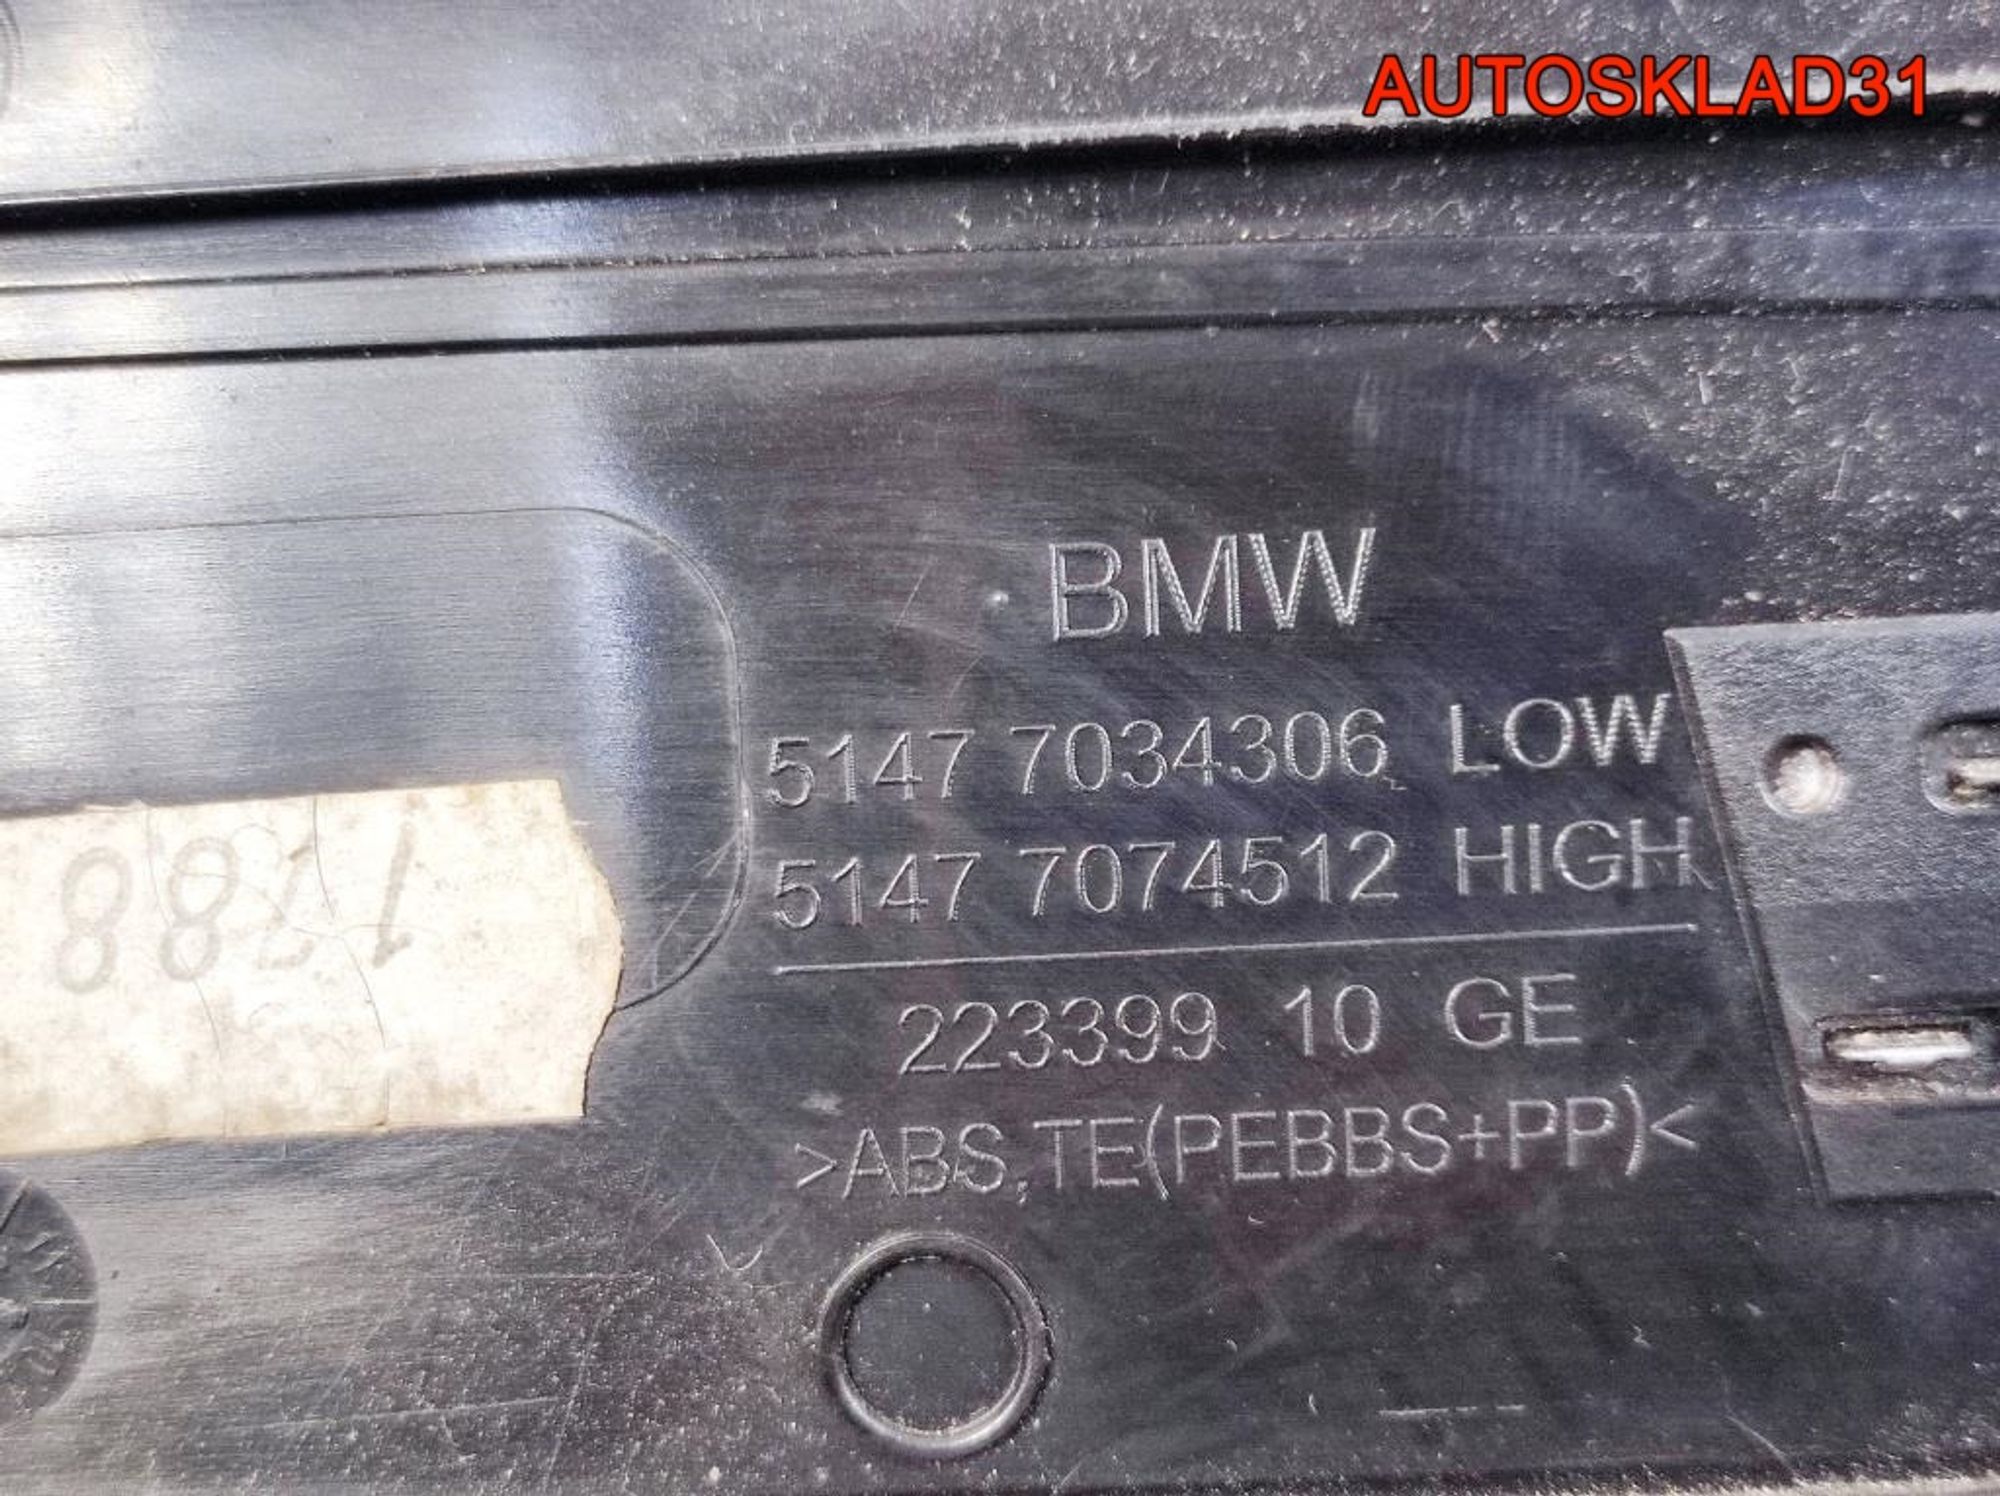 AUTOSKLAD31
BMW
5147 7034306 LOW
5147 7074512 HIGH
223399 10 GE
>ABS,TE(PEBBS+PP)<